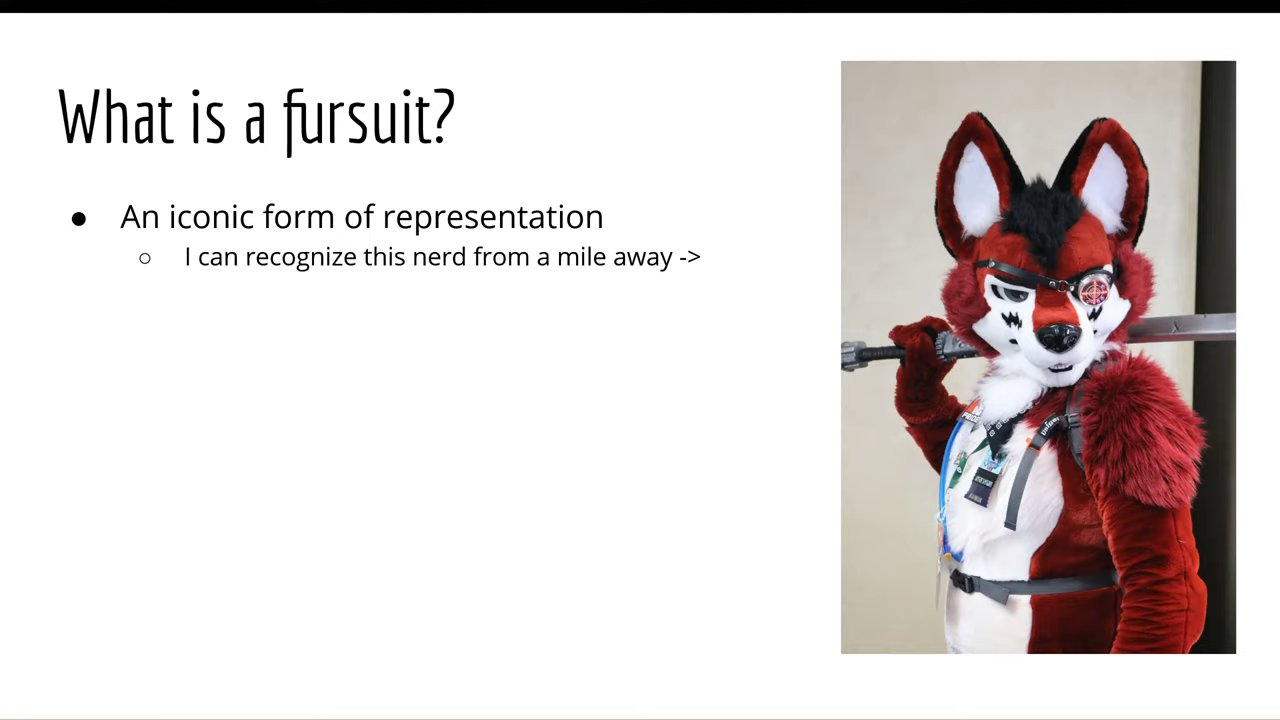 What is a fursuit?
● An iconic form of representation
○ I can recognize this nerd from a mile away ->